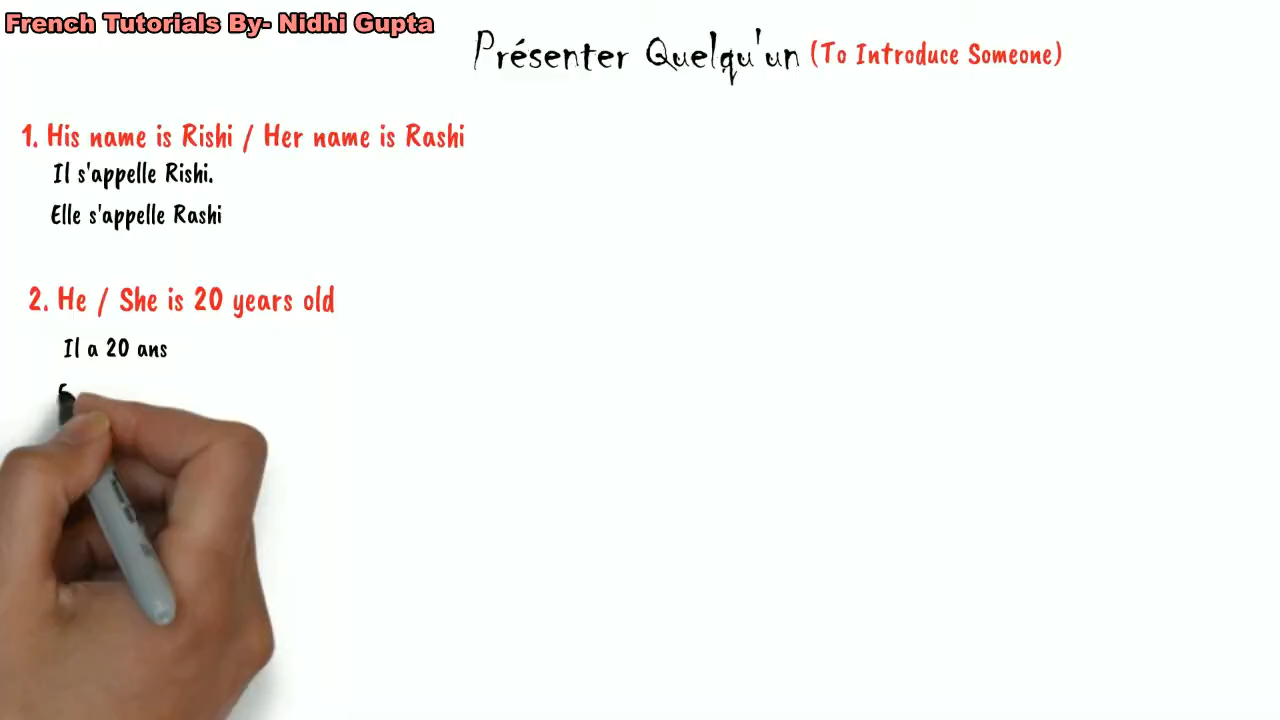 French Tutorials By- Nidhi Gupta
Présenter Quelqu'un (To Introduce Someone)
1. His name is Rishi / Her name is Rashi
Il s'appelle Rishi.
Elle s'appelle Rashi
2. He / She is 20 years old
Il a 20 ans